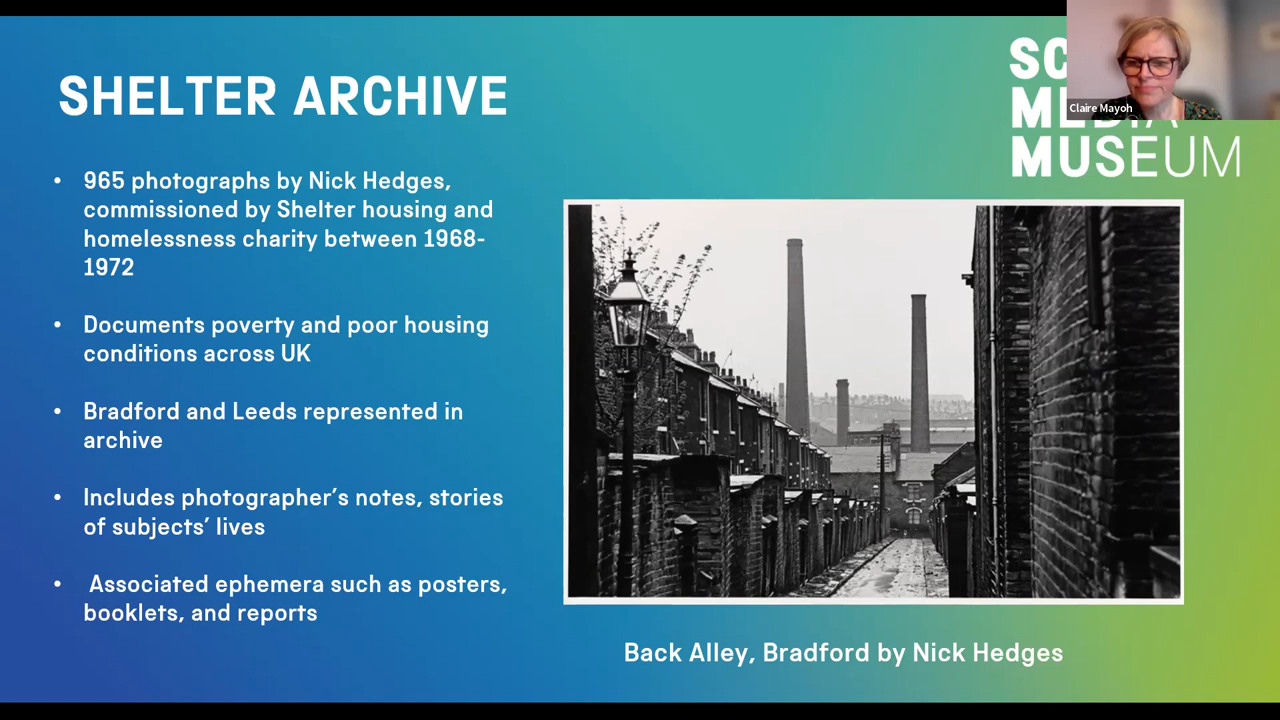 SHELTER ARCHIVE
• 965 photographs by Nick Hedges,
commissioned by Shelter housing and
homelessness charity between 1968-
1972
• Documents poverty and poor housing
conditions across UK
• Bradford and Leeds represented in
archive
• Includes photographer’s notes, stories
of subjects’ lives
• Associated ephemera such as posters,
booklets, and reports
Claire Mayoh
MUSEUM
Back Alley, Bradford by Nick Hedges